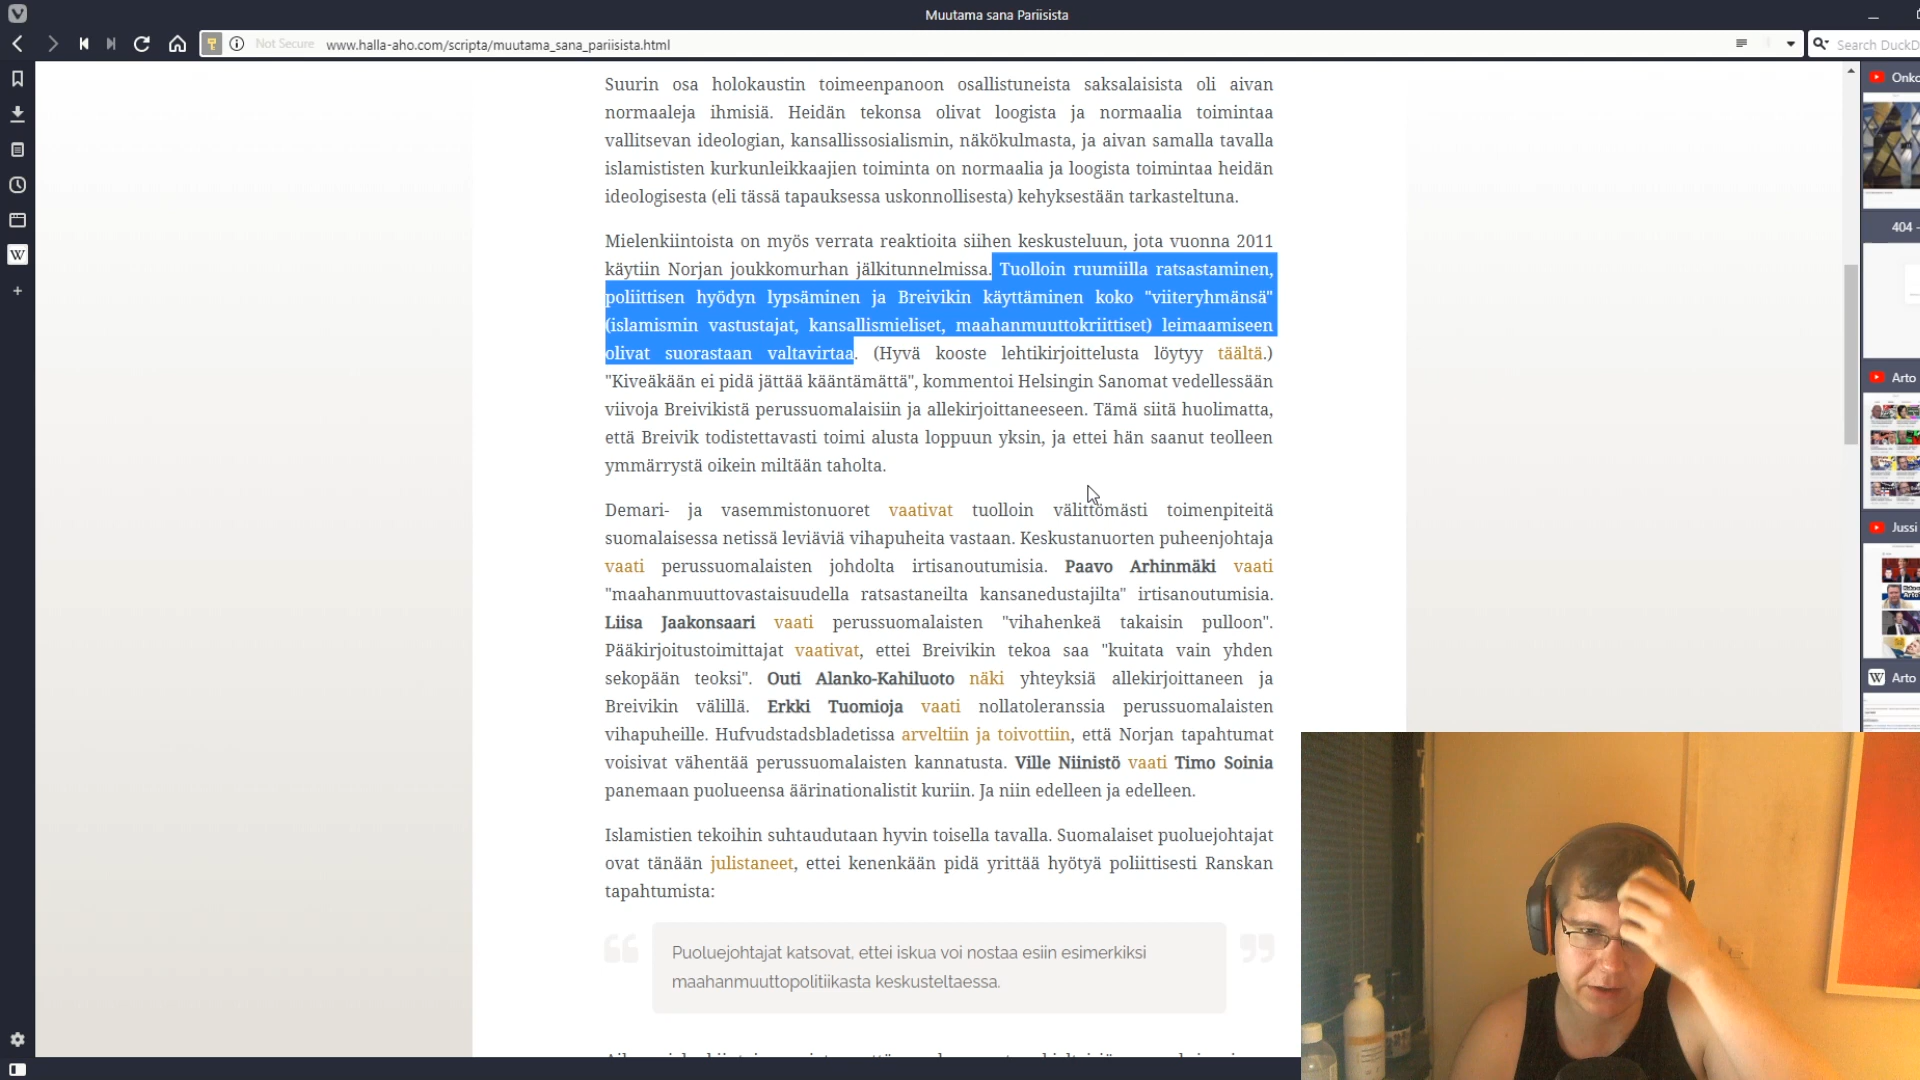 Muutama sana Pariisista
Not Secure www.halla-aho.com/scripta/muutama_sana_pariisista.html
Search DuckD
Suurin osa holokaustin toimeenpanoon osallistuneista saksalaisista oli aivan
normaaleja ihmisiä. Heidän tekonsa olivat loogista ja normaalia toimintaa
vallitsevan ideologian, kansallissosialismin, näkökulmasta, ja aivan samalla tavalla
islamististen kurkunleikkaajien toiminta on normaalia ja loogista toimintaa heidän
ideologisesta (eli tässä tapauksessa uskonnollisesta) kehyksestään tarkasteltuna.
Mielenkiintoista on myös verrata reaktioita siihen keskusteluun, jota vuonna 2011
käytiin Norjan joukkomurhan jälkitunnelmissa. Tuolloin ruumiilla ratsastaminen,
poliittisen hyödyn lypsäminen ja Breivikin käyttäminen koko "viiteryhmänsä"
(islamismin vastustajat, kansallismieliset, maahanmuuttokriittiset) leimaamiseen
olivat suorastaan valtavirtaa. (Hyvä kooste lehtikirjoittelusta löytyy täältä.)
"Kiveäkään ei pidä jättää kääntämättä", kommentoi Helsingin Sanomat vedellessään
viivoja Breivikistä perussuomalaisiin ja allekirjoittaneeseen. Tämä siitä huolimatta,
että Breivik todistettavasti toimi alusta loppuun yksin, ja ettei hän saanut teolleen
ymmärrystä oikein miltään taholta.
Demari- ja vasemmistonuoret vaativat tuolloin välittömästi toimenpiteitä
suomalaisessa netissä leviäviä vihapuheita vastaan. Keskustanuorten puheenjohtaja
vaati perussuomalaisten johdolta irtisanoutumisia. Paavo Arhinmäki vaati
"maahanmuuttovastaisuudella ratsastaneilta kansanedustajilta" irtisanoutumisia.
Liisa Jaakonsaari vaati perussuomalaisten "vihahenkeä takaisin pulloon".
Pääkirjoitustoimittajat vaativat, ettei Breivikin tekoa saa "kuitata vain yhden
sekopään teoksi". Outi Alanko-Kahiluoto näki yhteyksiä allekirjoittaneen ja
Breivikin välillä. Erkki Tuomioja vaati nollatoleranssia perussuomalaisten
vihapuheille. Hufvudstadsbladetissa arveltiin ja toivottiin, että Norjan tapahtumat
voisivat vähentää perussuomalaisten kannatusta. Ville Niinistö vaati Timo Soinia
panemaan puolueensa äärinationalistit kuriin. Ja niin edelleen ja edelleen.
Islamistien tekoihin suhtaudutaan hyvin toisella tavalla. Suomalaiset puoluejohtajat
ovat tänään julistaneet, ettei kenenkään pidä yrittää hyötyä poliittisesti Ranskan
tapahtumista:
Puoluejohtajat katsovat, ettei iskua voi nostaa esiin esimerkiksi
maahanmuuttopolitiikasta keskusteltaessa.
Onko
404 -
Arto
Jussi
W Arto